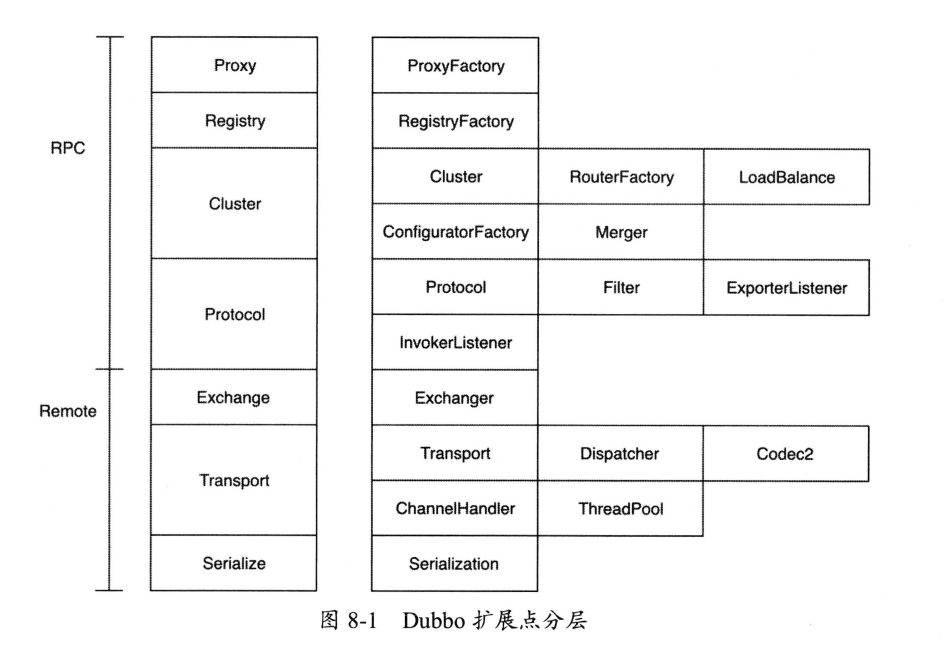 Proxy ProxyFactory
Registry RegistryFactory
RPC
Cluster Cluster RouterFactory LoadBalance
ConfiguratorFactory Merger
Protocol Protocol Filter ExporterListener
InvokerListener
Remote Exchange Exchanger
Transport Transport Dispatcher Codec2
ChannelHandler ThreadPool
Serialize Serialization
图 8-1 Dubbo 扩展点分层